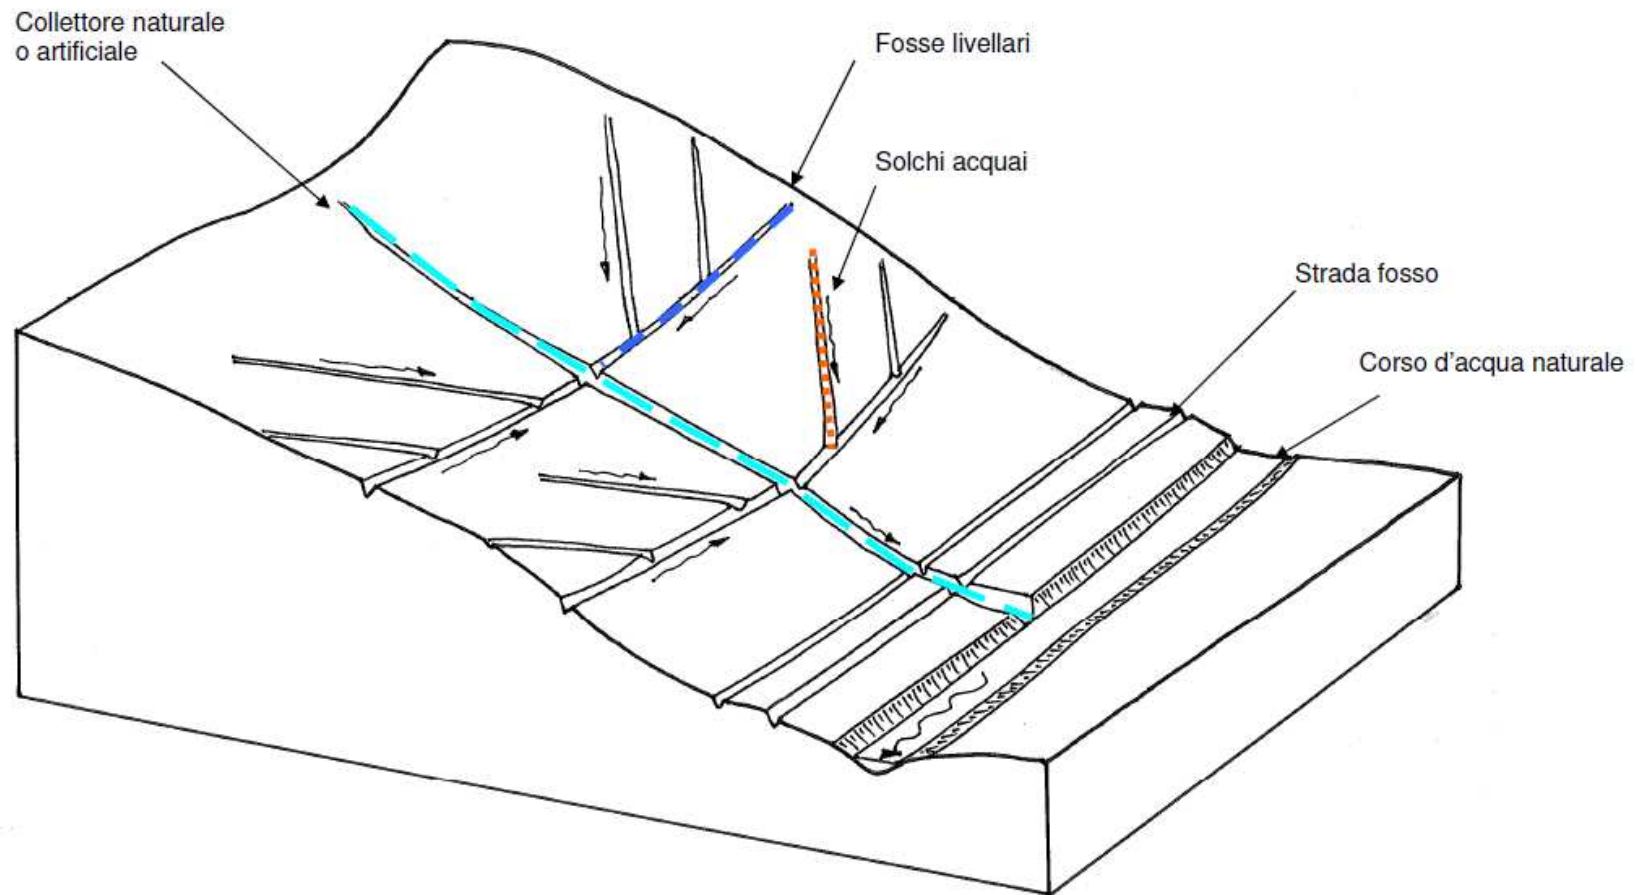 Collettore naturale
o artificiale
Fosse livellari
Solchi acquai
Strada fosso
Corso d'acqua naturale